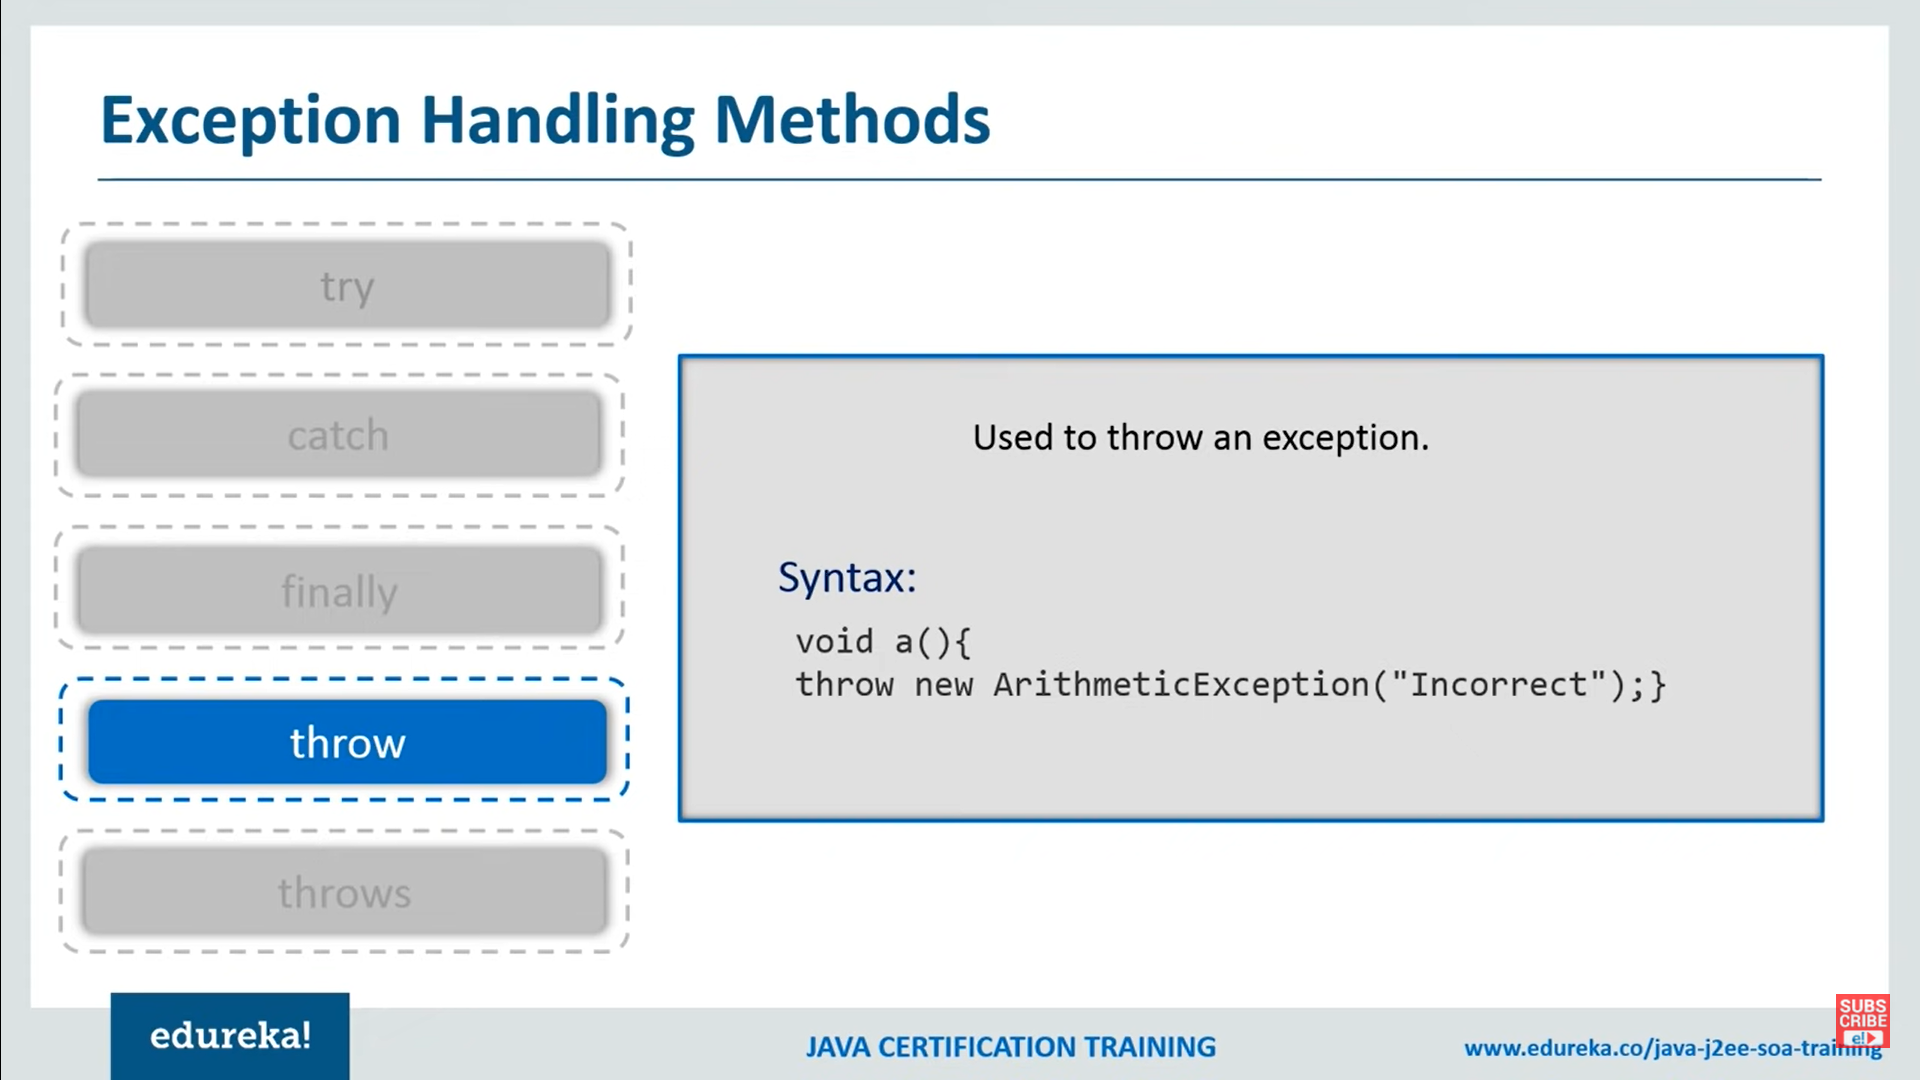 Exception Handling Methods
try
catch
finally
throw
throws
Used to throw an exception.
Syntax:
void a(){
throw new ArithmeticException("Incorrect");}
edureka!
JAVA CERTIFICATION TRAINING
www.edureka.co/java-j2ee-soa-training
SUBS
CRIBE
e!